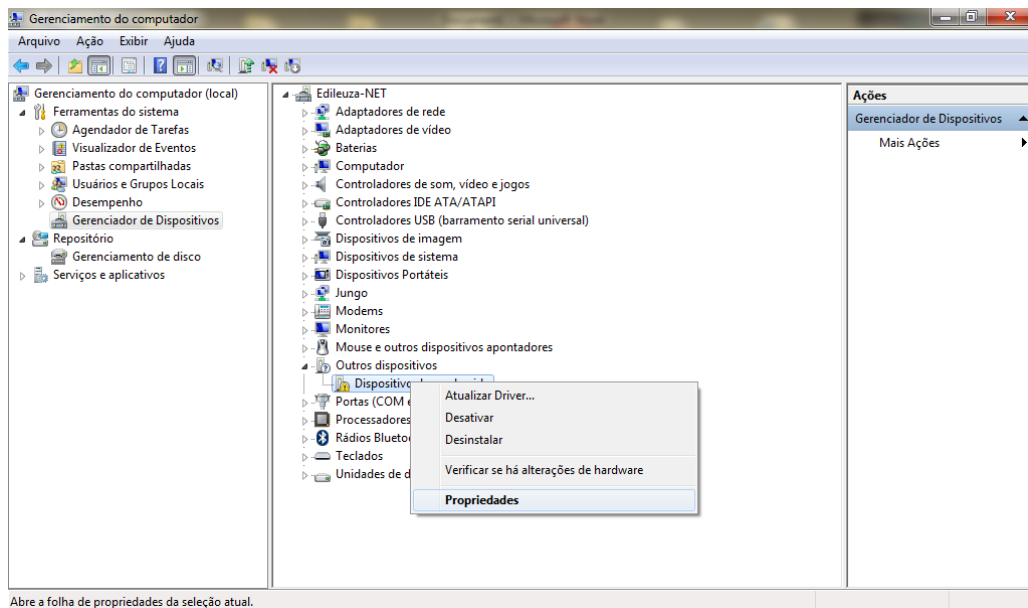 Gerenciamento do computador
Arquivo Ação Exibir Ajuda
Gerenciamento do computador (local)
Ferramentas do sistema
Agendador de Tarefas
Visualizador de Eventos
Pastas compartilhadas
Usuários e Grupos Locais
Desempenho
Gerenciador de Dispositivos
Repositório
Gerenciamento de disco
Serviços e aplicativos
Edileuza-NET
Adaptadores de rede
Adaptadores de vídeo
Baterias
Computador
Controladores de som, vídeo e jogos
Controladores IDE ATA/ATAPI
Controladores USB (barramento serial universal)
Dispositivos de imagem
Dispositivos de sistema
Dispositivos Portáteis
Jungo
Modems
Monitores
Mouse e outros dispositivos apontadores
Outros dispositivos
Dispositivo
Portas (COM e
Processadores
Rádios Blueto
Teclados
Unidades de d
Atualizar Driver...
Desativar
Desinstalar
Verificar se há alterações de hardware
Propriedades
Ações
Gerenciador de Dispositivos
Mais Ações
Abre a folha de propriedades da seleção atual.